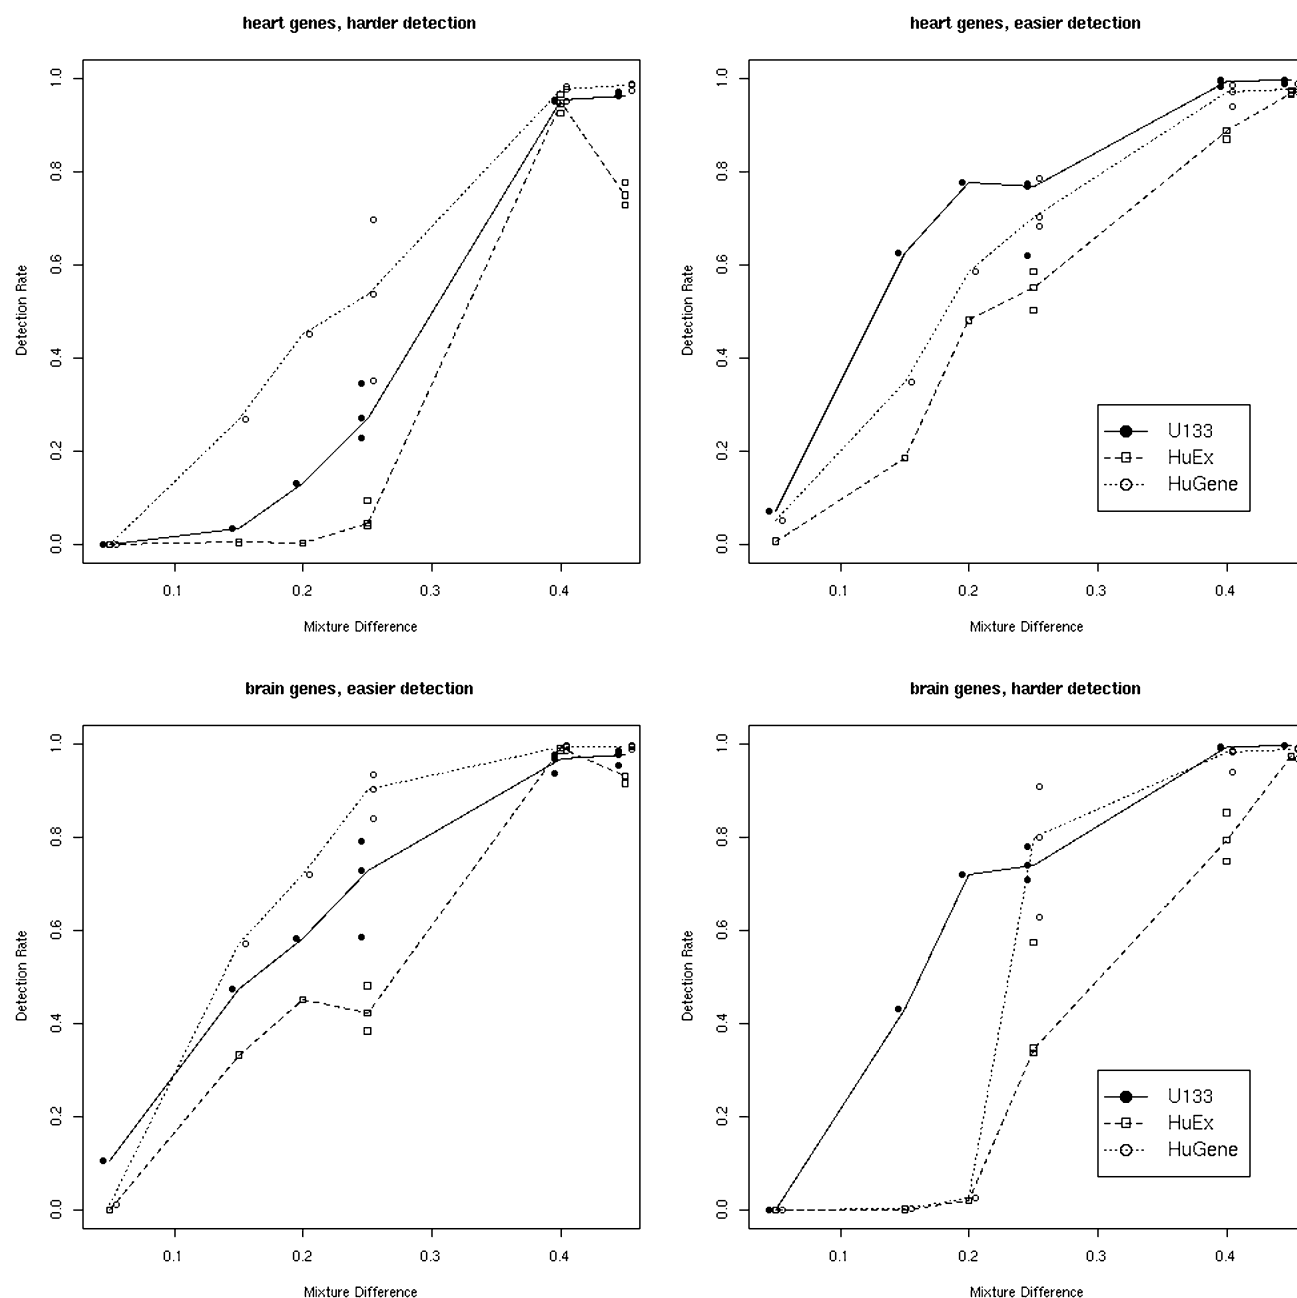 heart genes, harder detection
Detection Rate
0.0 0.2 0.4 0.6 0.8 1.0
0.1 0.2 0.3 0.4
Mixture Difference
heart genes, easier detection
Detection Rate
0.0 0.2 0.4 0.6 0.8 1.0
U133
HuEx
HuGene
0.1 0.2 0.3 0.4
Mixture Difference
brain genes, easier detection
Detection Rate
0.0 0.2 0.4 0.6 0.8 1.0
0.1 0.2 0.3 0.4
Mixture Difference
brain genes, harder detection
Detection Rate
0.0 0.2 0.4 0.6 0.8 1.0
U133
HuEx
HuGene
0.1 0.2 0.3 0.4
Mixture Difference